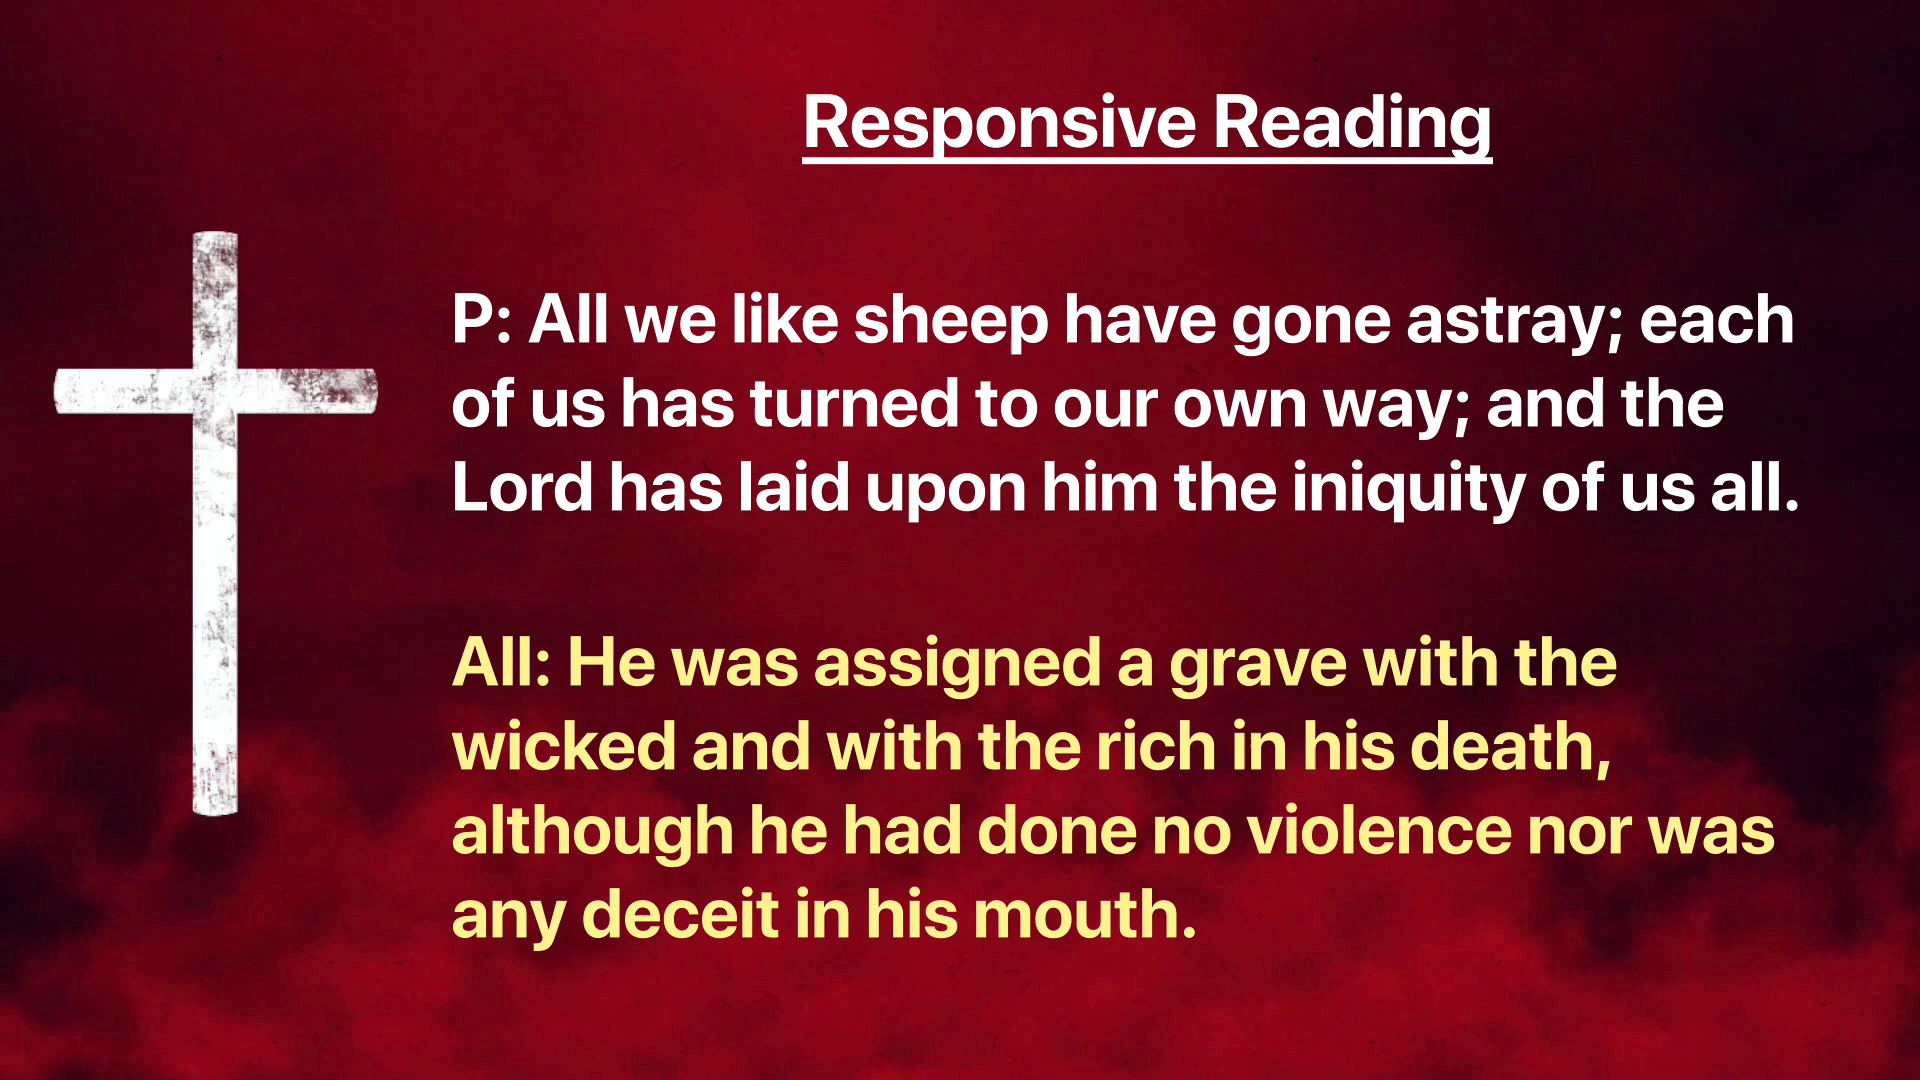 Responsive Reading
P: All we like sheep have gone astray; each
of us has turned to our own way; and the
Lord has laid upon him the iniquity of us all.
All: He was assigned a grave with the
wicked and with the rich in his death,
although he had done no violence nor was
any deceit in his mouth.